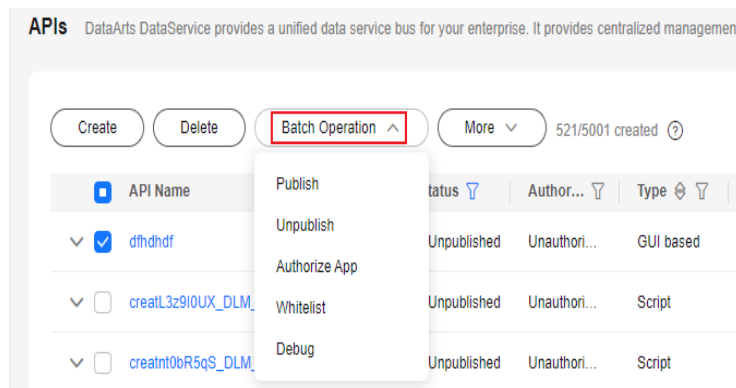 APIs DataArts DataService provides a unified data service bus for your enterprise. It provides centralized managemen
Create Delete Batch Operation More 521/5001 created ?
API Name tatus Author... Type
Publish
Unpublish
Authorize App
Whitelist
Debug
dfhdhdf Unpublished Unauthori... GUI based
creatL3z9I0UX_DLM_ Unpublished Unauthori... Script
creatnt0bR5qS_DLM_ Unpublished Unauthori... Script